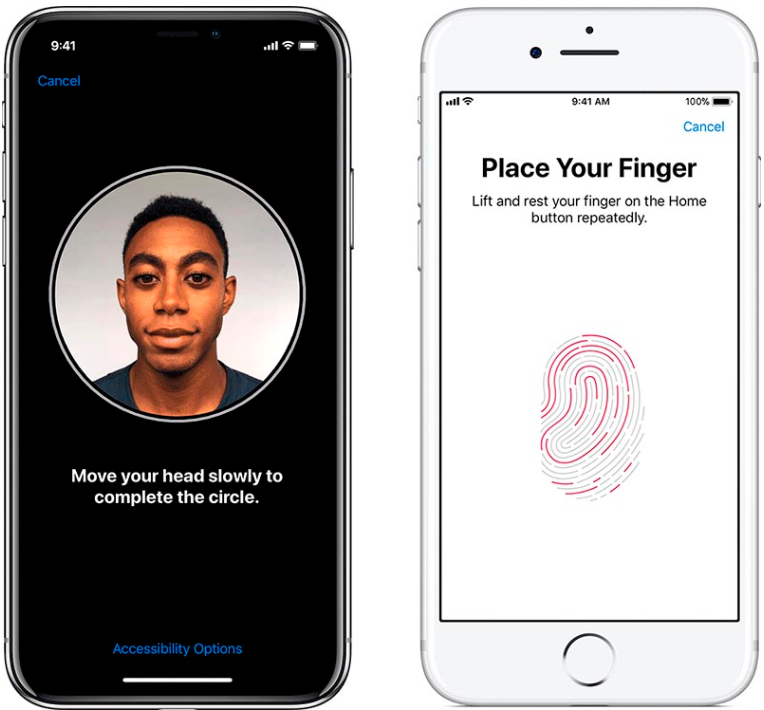 9:41
Cancel
Move your head slowly to
complete the circle.
Accessibility Options
9:41 AM
100%
Cancel
Place Your Finger
Lift and rest your finger on the Home
button repeatedly.